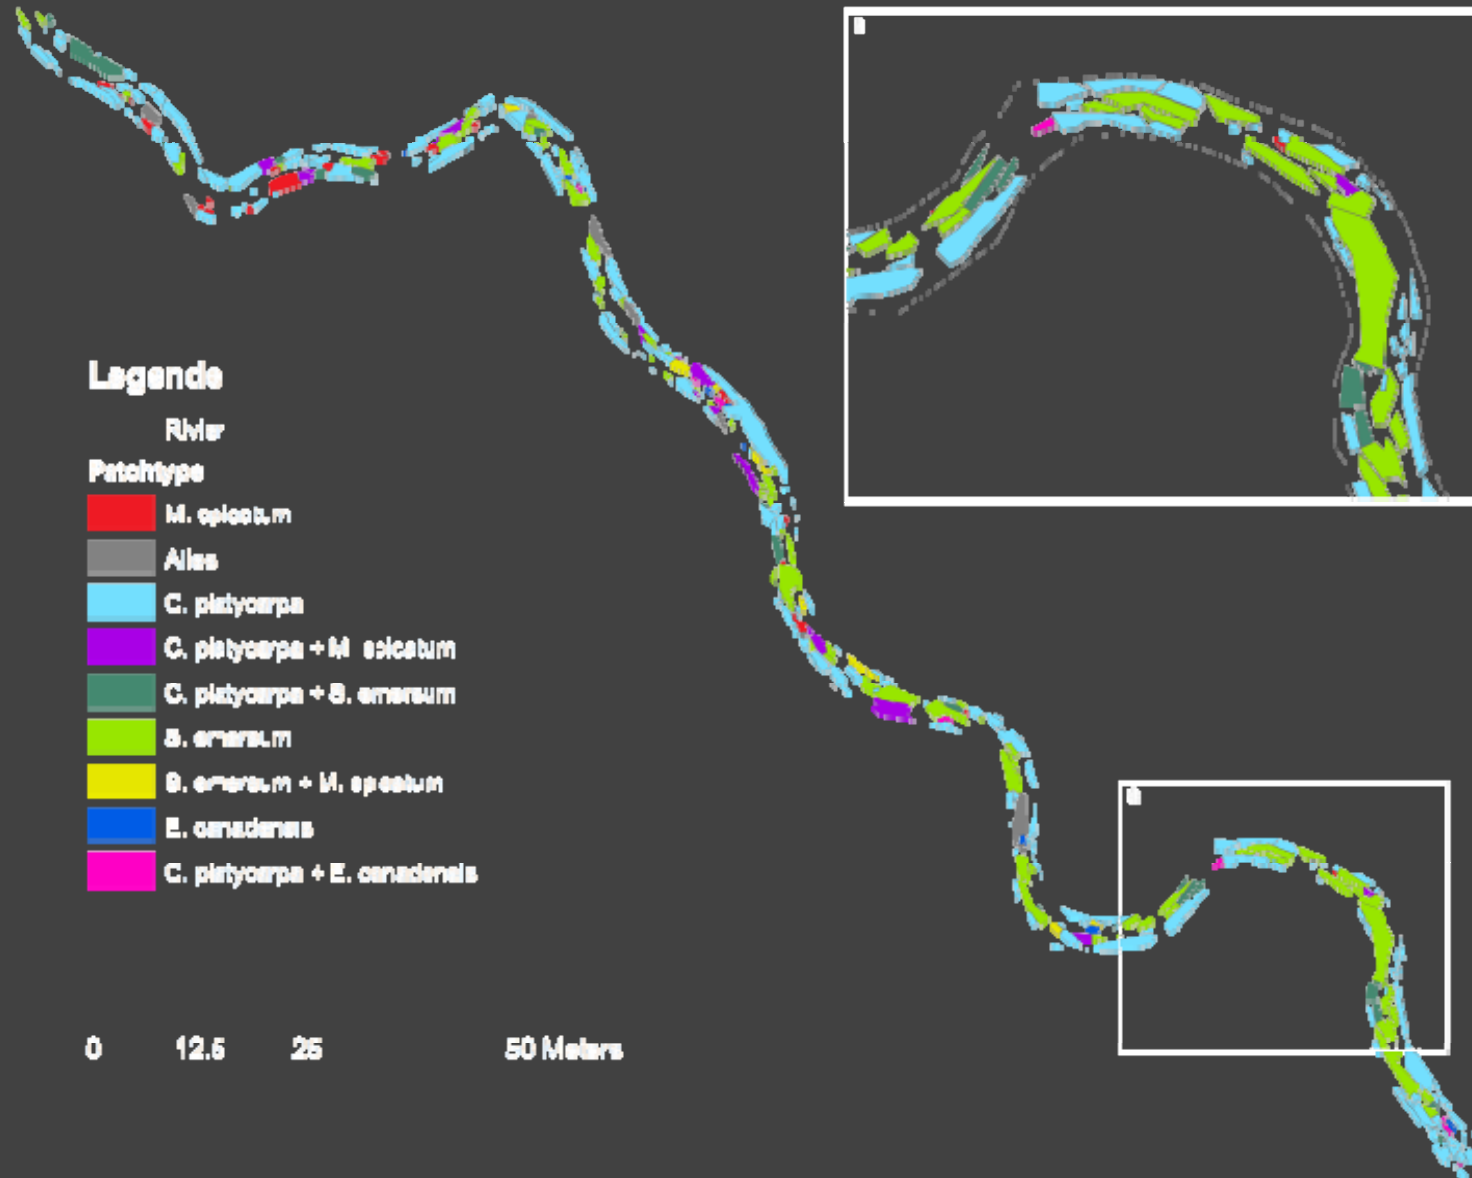 Legende
Rivier
Patchtype
M. spicatum
Alles
C. platycarpa
C. platycarpa + M. spicatum
C. platycarpa + S. emersum
S. emersum
S. emersum + M. spicatum
E. canadensis
C. platycarpa + E. canadensis
0 12.5 25 50 Meters